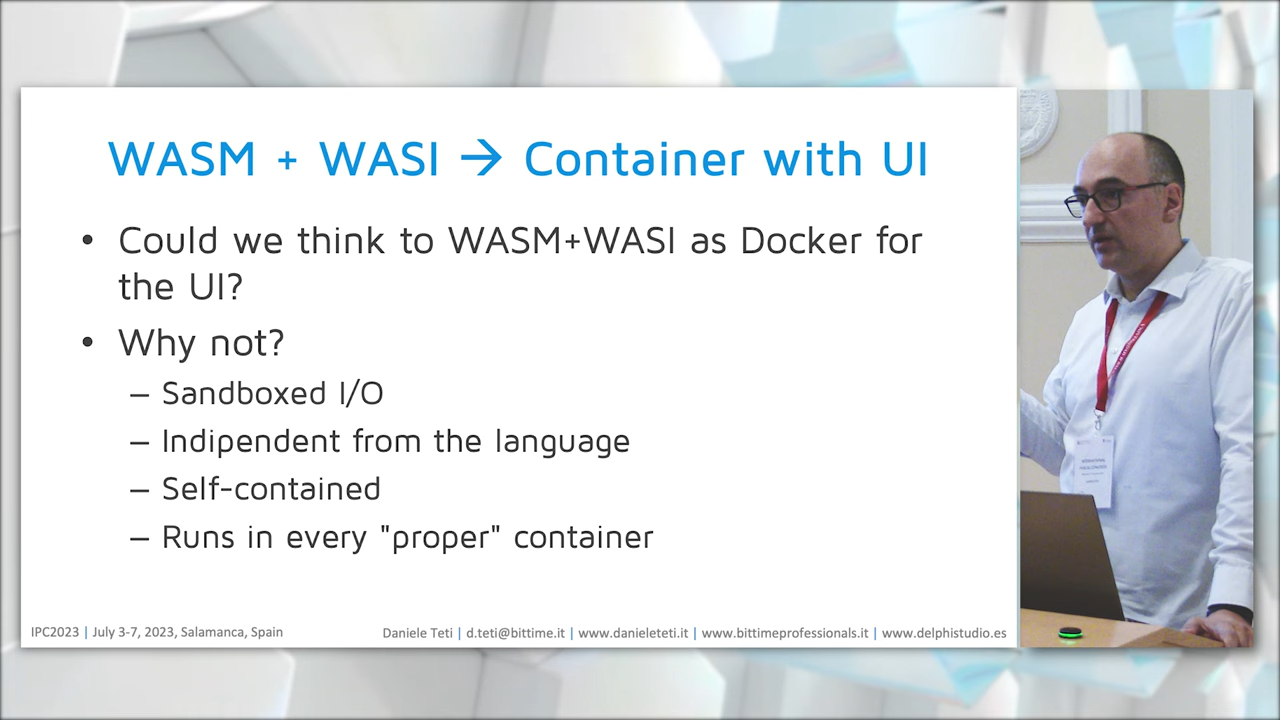 WASM + WASI → Container with UI
• Could we think to WASM+WASI as Docker for
the UI?
• Why not?
– Sandboxed I/O
– Indipendent from the language
– Self-contained
– Runs in every "proper" container
IPC2023 | July 3-7, 2023, Salamanca, Spain
Daniele Teti | d.teti@bittime.it | www.danieleteti.it | www.bittimeprofessionals.it | www.delphistudio.es